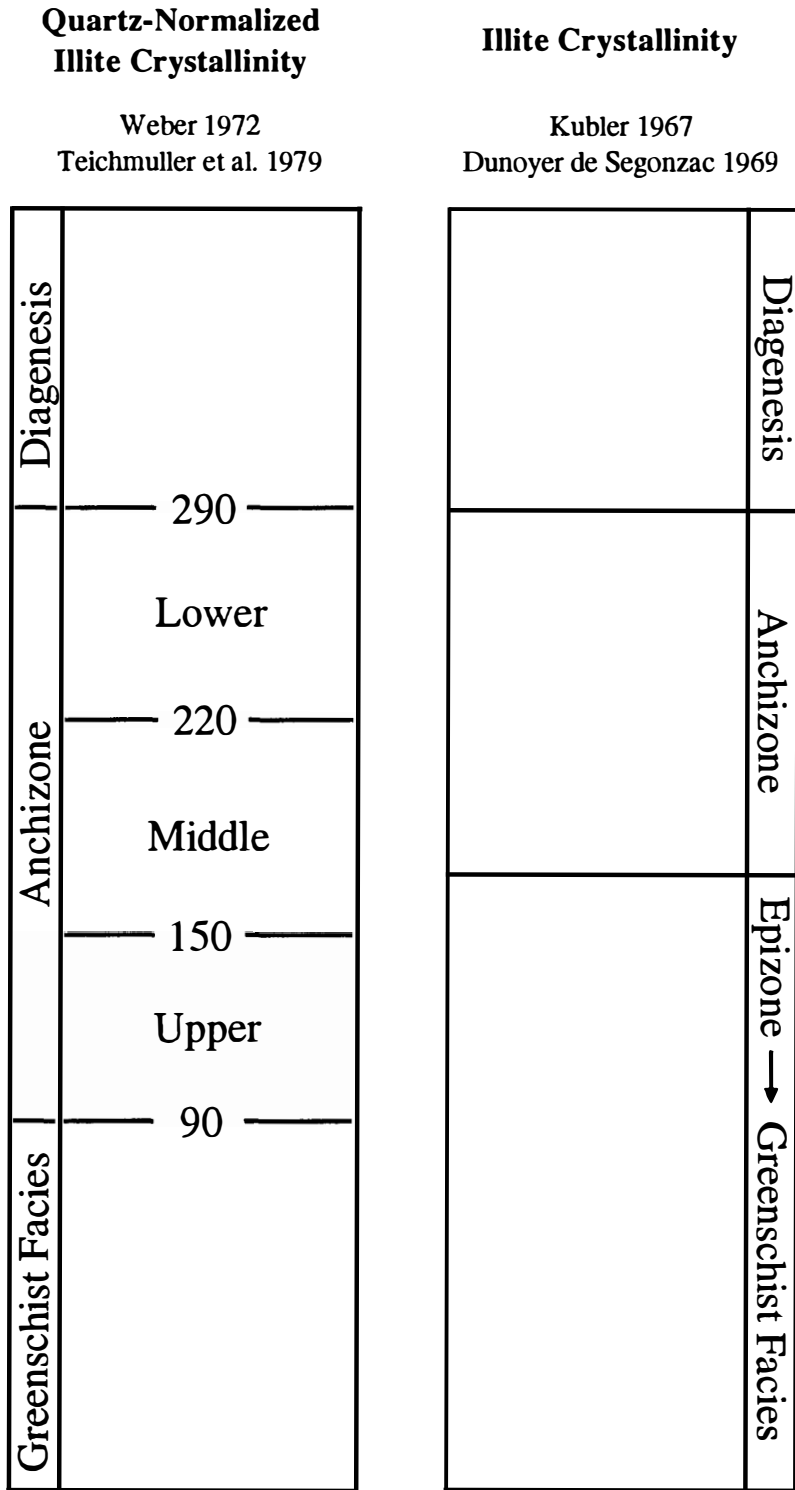 Quartz-Normalized
Illite Crystallinity
Weber 1972
Teichmuller et al. 1979
Diagenesis
290
Lower
220
Anchizone
Middle
150
Upper
90
Greenschist Facies
Illite Crystallinity
Kubler 1967
Dunoyer de Segonzac 1969
Diagenesis
Anchizone
Epizone → Greenschist Facies